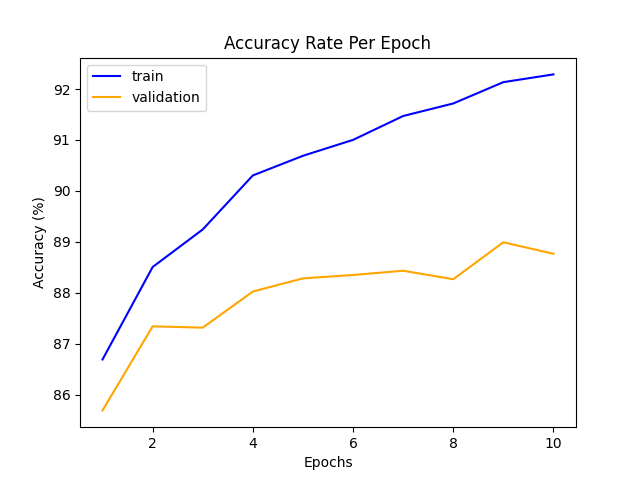 Accuracy Rate Per Epoch
train
validation
92
91
90
89
88
87
86
Accuracy (%)
2 4 6 8 10
Epochs